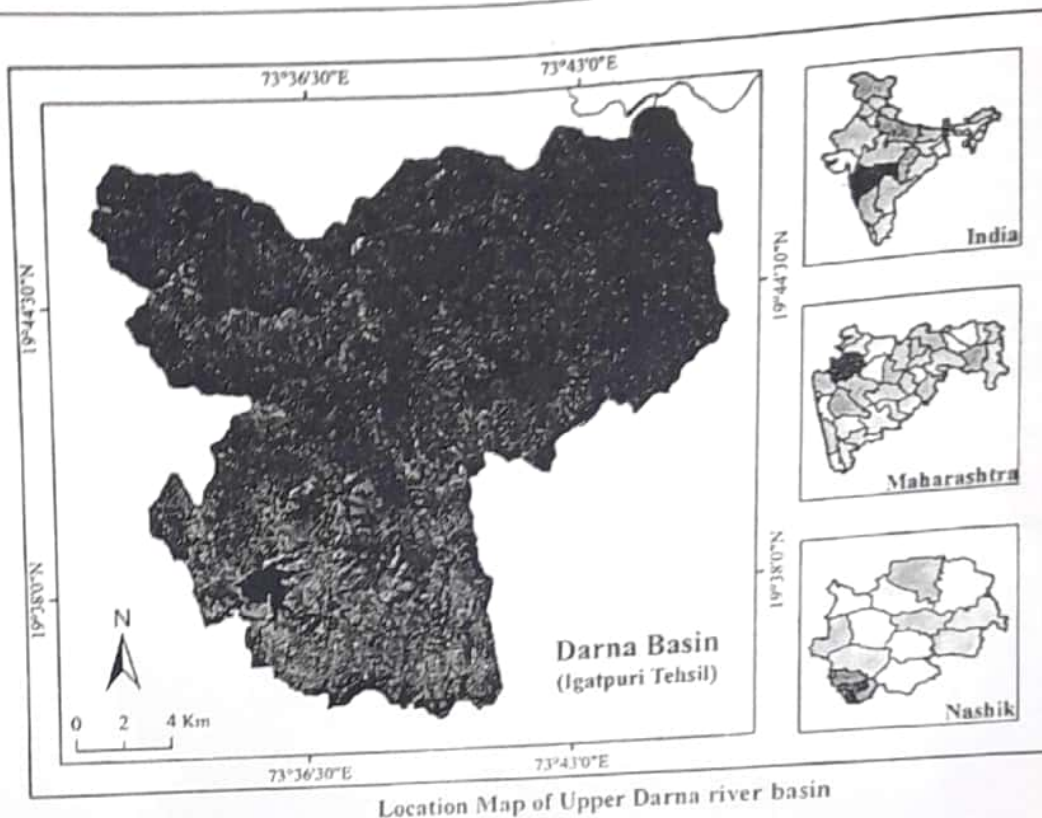 73°36'30"E
73°43'0"E
19°44'30"N
19°44'30"N
19°38'0"N
19°38'0"N
N
0 2 4 Km
Darna Basin
(Igatpuri Tehsil)
73°36'30"E
73°43'0"E
India
Maharashtra
Nashik
Location Map of Upper Darna river basin